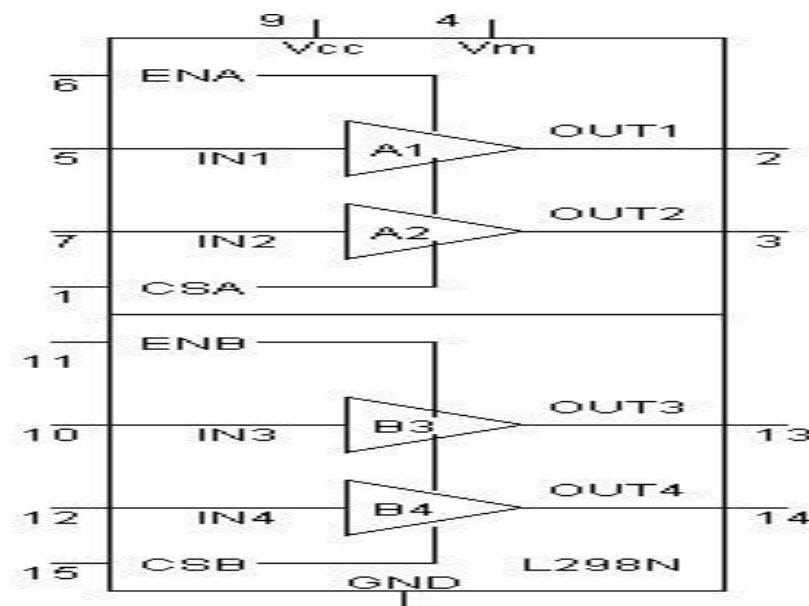 9 4
Vcc Vm
6 ENA
5 IN1 A1 OUT1 2
7 IN2 A2 OUT2 3
1 CSA
11 ENB
10 IN3 B3 OUT3 13
12 IN4 B4 OUT4 14
15 CSB L298N
GND